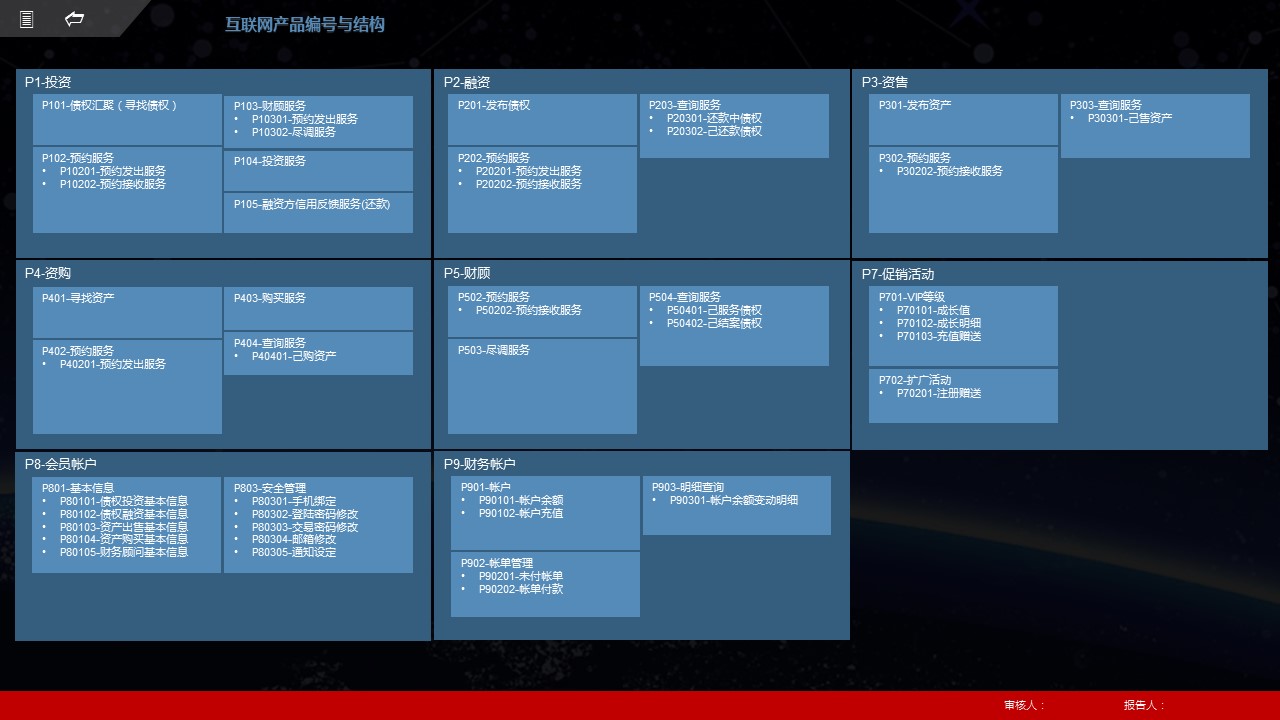 互联网产品编号与结构
P1-投资
P101-债权汇聚（寻找债权）
P102-预约服务
• P10201-预约发出服务
• P10202-预约接收服务
P103-财顾服务
• P10301-预约发出服务
• P10302-尽调服务
P104-投资服务
P105-融资方信用反馈服务(还款)
P2-融资
P201-发布债权
P202-预约服务
• P20201-预约发出服务
• P20202-预约接收服务
P203-查询服务
• P20301-还款中债权
• P20302-已还款债权
P3-资售
P301-发布资产
P302-预约服务
• P30202-预约接收服务
P303-查询服务
• P30301-已售资产
P4-资购
P401-寻找资产
P402-预约服务
• P40201-预约发出服务
P403-购买服务
P404-查询服务
• P40401-已购资产
P5-财顾
P502-预约服务
• P50202-预约接收服务
P503-尽调服务
P504-查询服务
• P50401-已服务债权
• P50402-已结案债权
P7-促销活动
P701-VIP等级
• P70101-成长值
• P70102-成长明细
• P70103-充值赠送
P702-扩广活动
• P70201-注册赠送
P8-会员帐户
P801-基本信息
• P80101-债权投资基本信息
• P80102-债权融资基本信息
• P80103-资产出售基本信息
• P80104-资产购买基本信息
• P80105-财务顾问基本信息
P803-安全管理
• P80301-手机绑定
• P80302-登陆密码修改
• P80303-交易密码修改
• P80304-邮箱修改
• P80305-通知设定
P9-财务帐户
P901-帐户
• P90101-帐户余额
• P90102-帐户充值
P902-帐单管理
• P90201-未付帐单
• P90202-帐单付款
P903-明细查询
• P90301-帐户余额变动明细
审核人：
报告人：